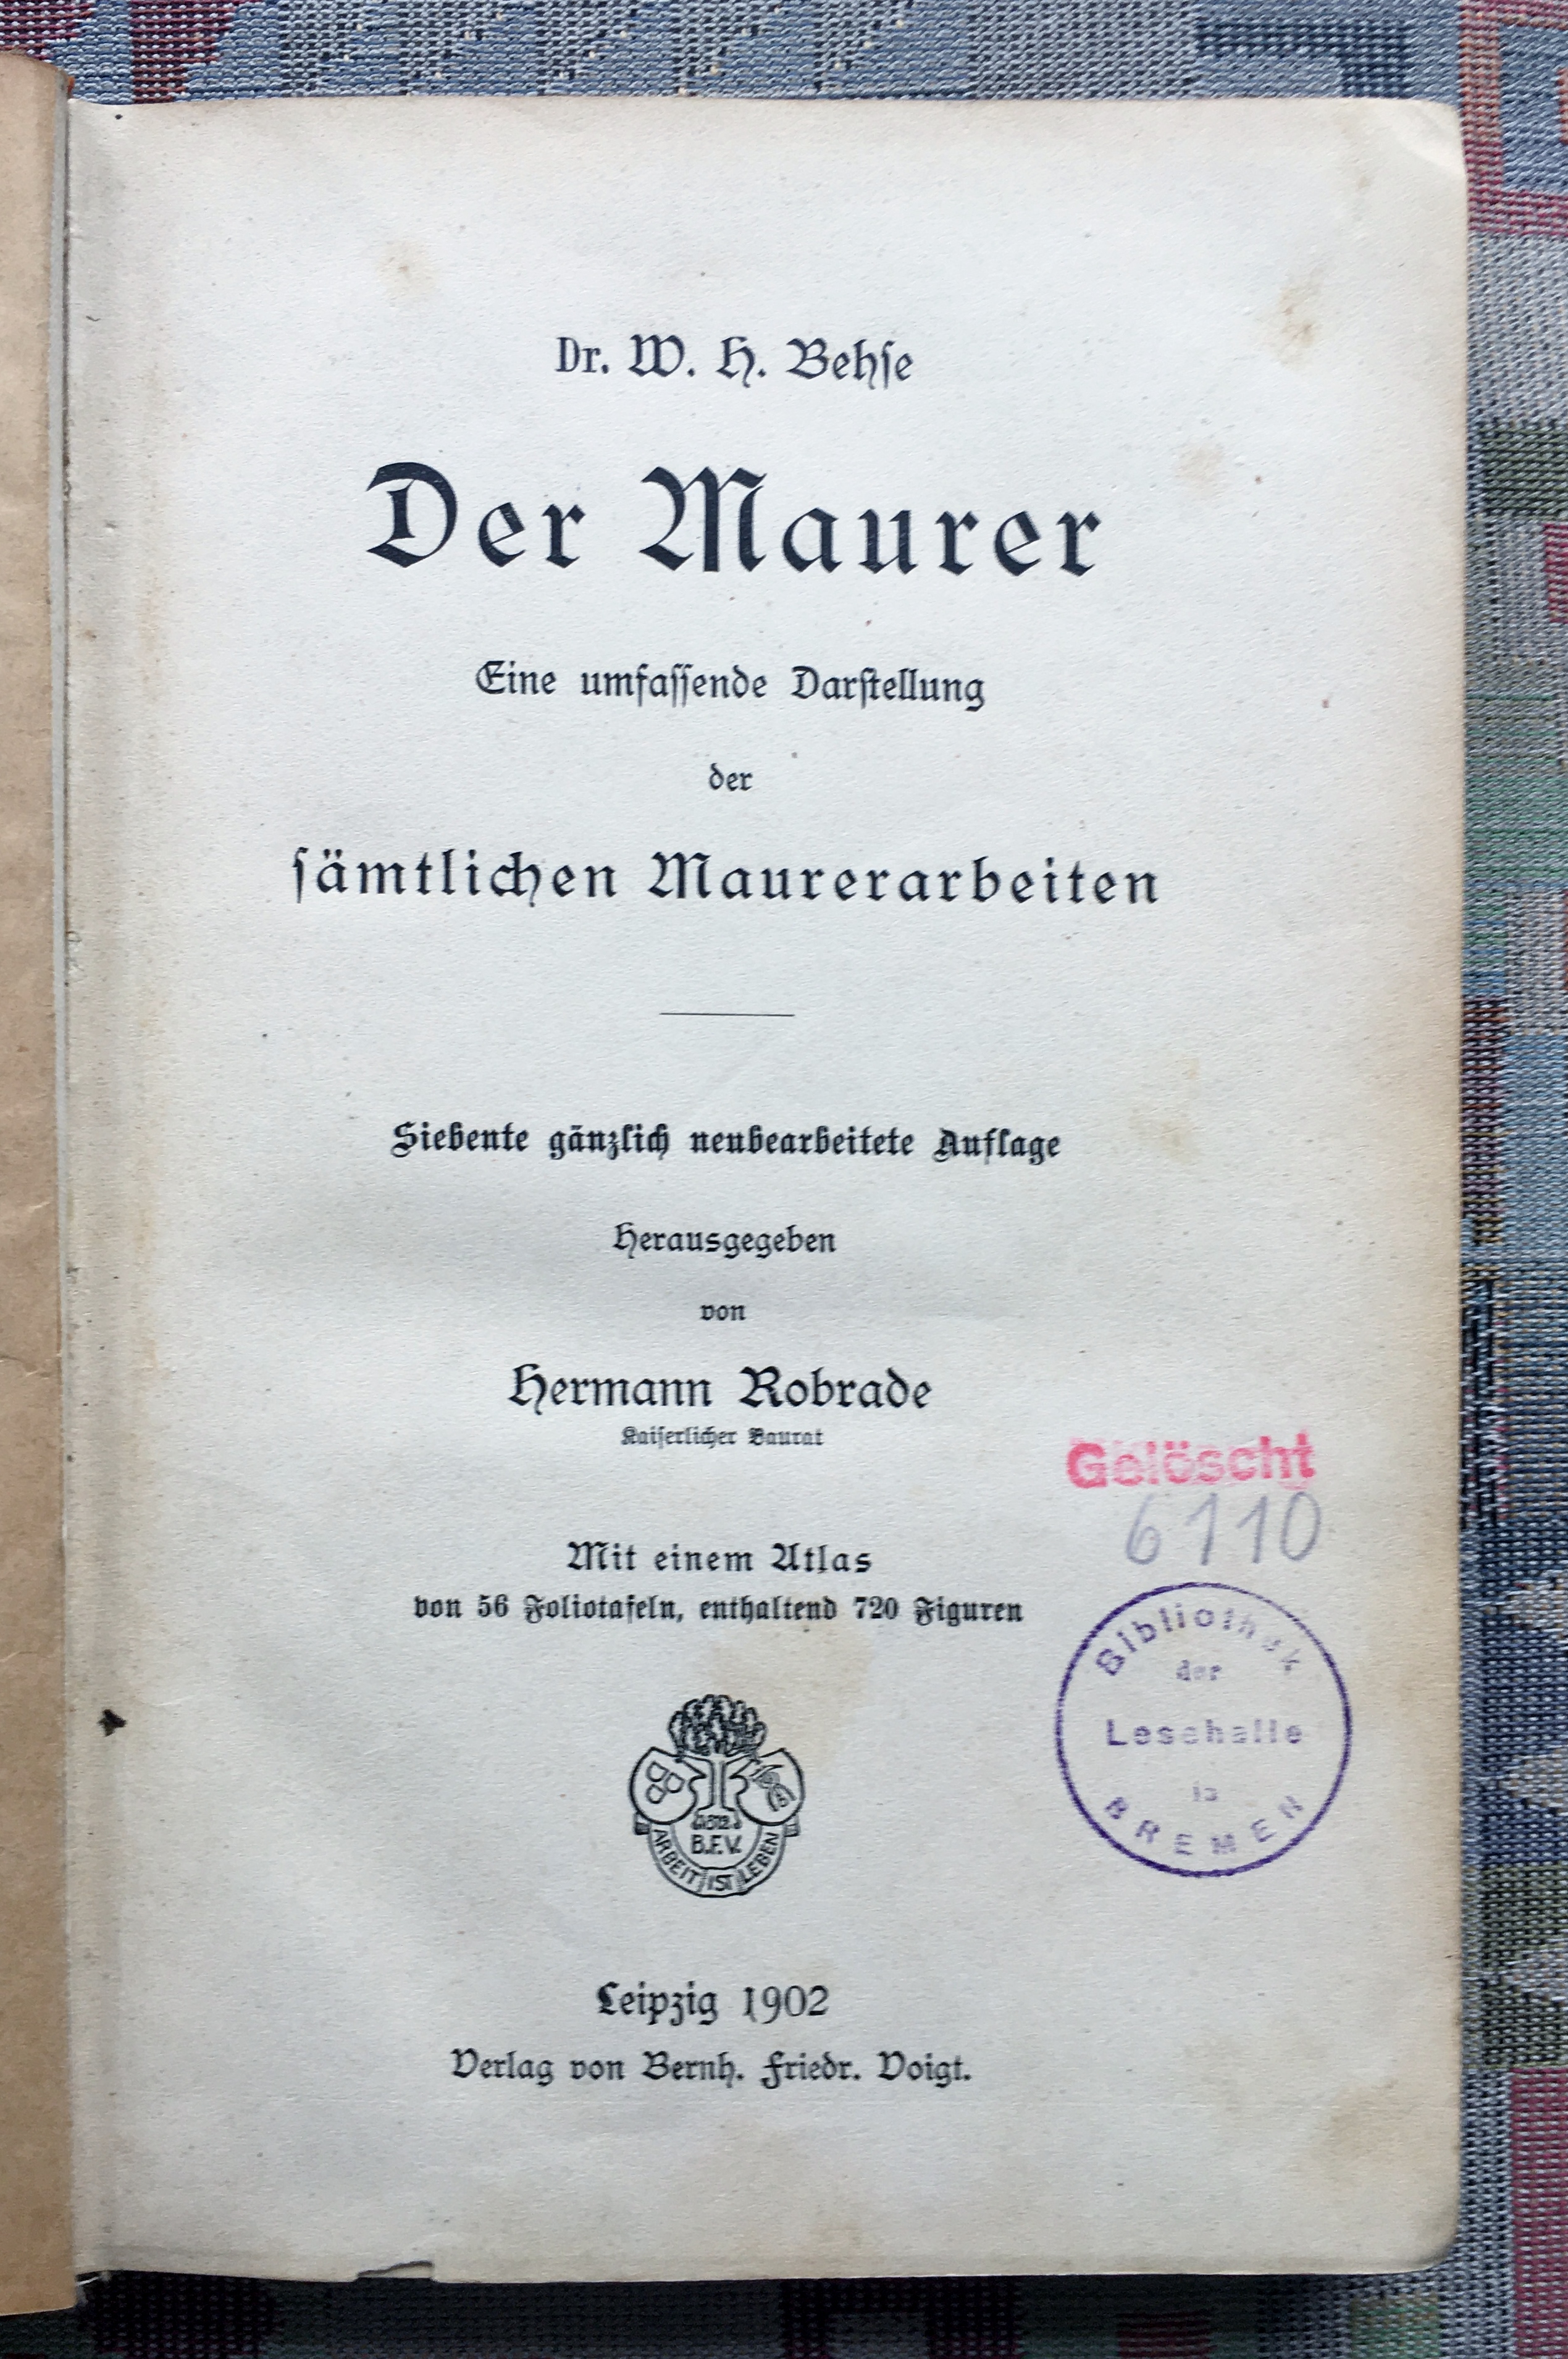 Dr. W. H. Behſe
Der Maurer
Eine umfaſſende Darſtellung
der
ſämtlichen Maurerarbeiten
Siebente gänzlich neubearbeitete Auflage
Herausgegeben
von
Hermann Robrade
Kaiſerlicher Baurat
Gelöscht
6110
Mit einem Atlas
von 56 Foliotafeln, enthaltend 720 Figuren
Bibliothek
der
Lesehalle
in
BREMEN
1812
B.F.V.
ARBEIT IST LEBEN
Leipzig 1902
Verlag von Bernh. Friedr. Voigt.